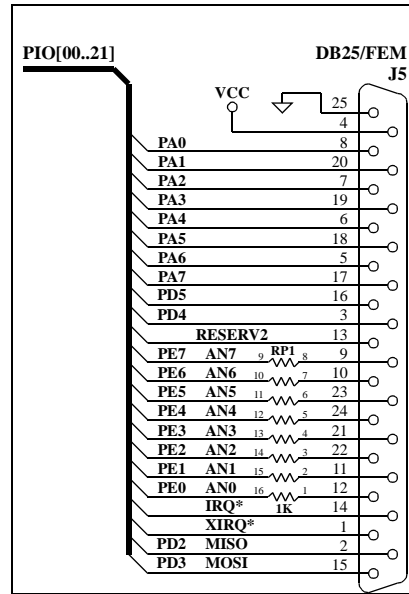 PIO[00..21] DB25/FEM
J5
VCC 25
4
PA0 8
PA1 20
PA2 7
PA3 19
PA4 6
PA5 18
PA6 5
PA7 17
PD5 16
PD4 3
RESERV2 13
PE7 AN7 9 RP1 8 9
PE6 AN6 10 7 10
PE5 AN5 11 6 23
PE4 AN4 12 5 24
PE3 AN3 13 4 21
PE2 AN2 14 3 22
PE1 AN1 15 2 11
PE0 AN0 16 1 12
IRQ* 1K 14
XIRQ* 1
PD2 MISO 2
PD3 MOSI 15